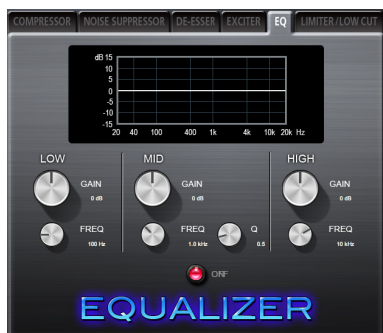 COMPRESSOR NOISE SUPPRESSOR DE-ESSER EXCITER EQ LIMITER/LOW CUT
dB 15
10
5
0
-5
-10
-15
20 40 100 400 1k 4k 10k 20k Hz
LOW MID HIGH
GAIN GAIN GAIN
0 dB 0 dB 0 dB
FREQ FREQ Q FREQ
100 Hz 1.0 kHz 0.5 10 kHz
EQUALIZER